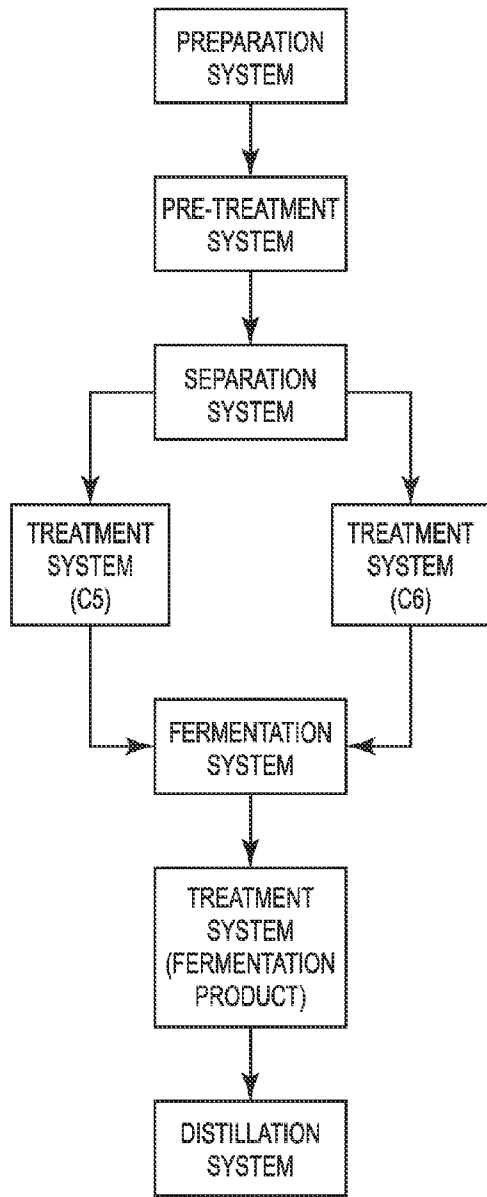 PREPARATION
SYSTEM
PRE-TREATMENT
SYSTEM
SEPARATION
SYSTEM
TREATMENT
SYSTEM
(C5)
TREATMENT
SYSTEM
(C6)
FERMENTATION
SYSTEM
TREATMENT
SYSTEM
(FERMENTATION
PRODUCT)
DISTILLATION
SYSTEM